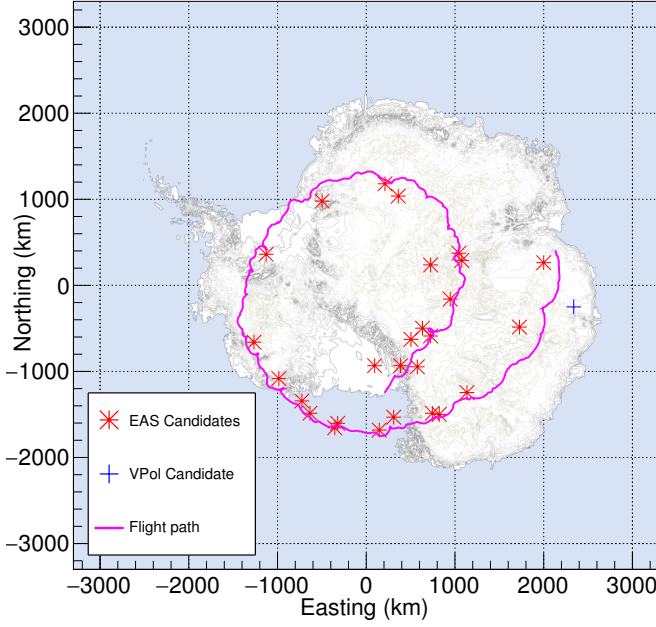 3000
2000
1000
0
−1000
−2000
−3000
Northing (km)
EAS Candidates
VPol Candidate
Flight path
−3000 −2000 −1000 0 1000 2000 3000
Easting (km)